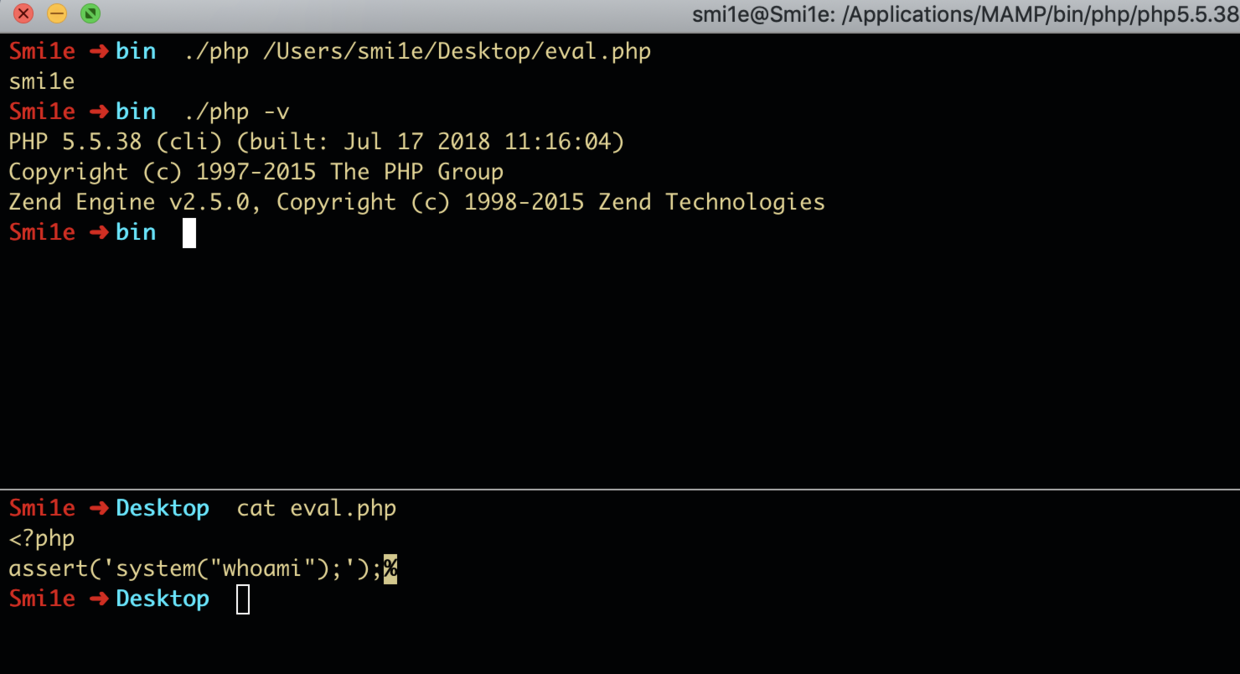 smi1e@Smi1e: /Applications/MAMP/bin/php/php5.5.38
Smi1e ➜ bin ./php /Users/smi1e/Desktop/eval.php
smi1e
Smi1e ➜ bin ./php -v
PHP 5.5.38 (cli) (built: Jul 17 2018 11:16:04)
Copyright (c) 1997-2015 The PHP Group
Zend Engine v2.5.0, Copyright (c) 1998-2015 Zend Technologies
Smi1e ➜ bin
Smi1e ➜ Desktop cat eval.php
<?php
assert('system("whoami");');%
Smi1e ➜ Desktop